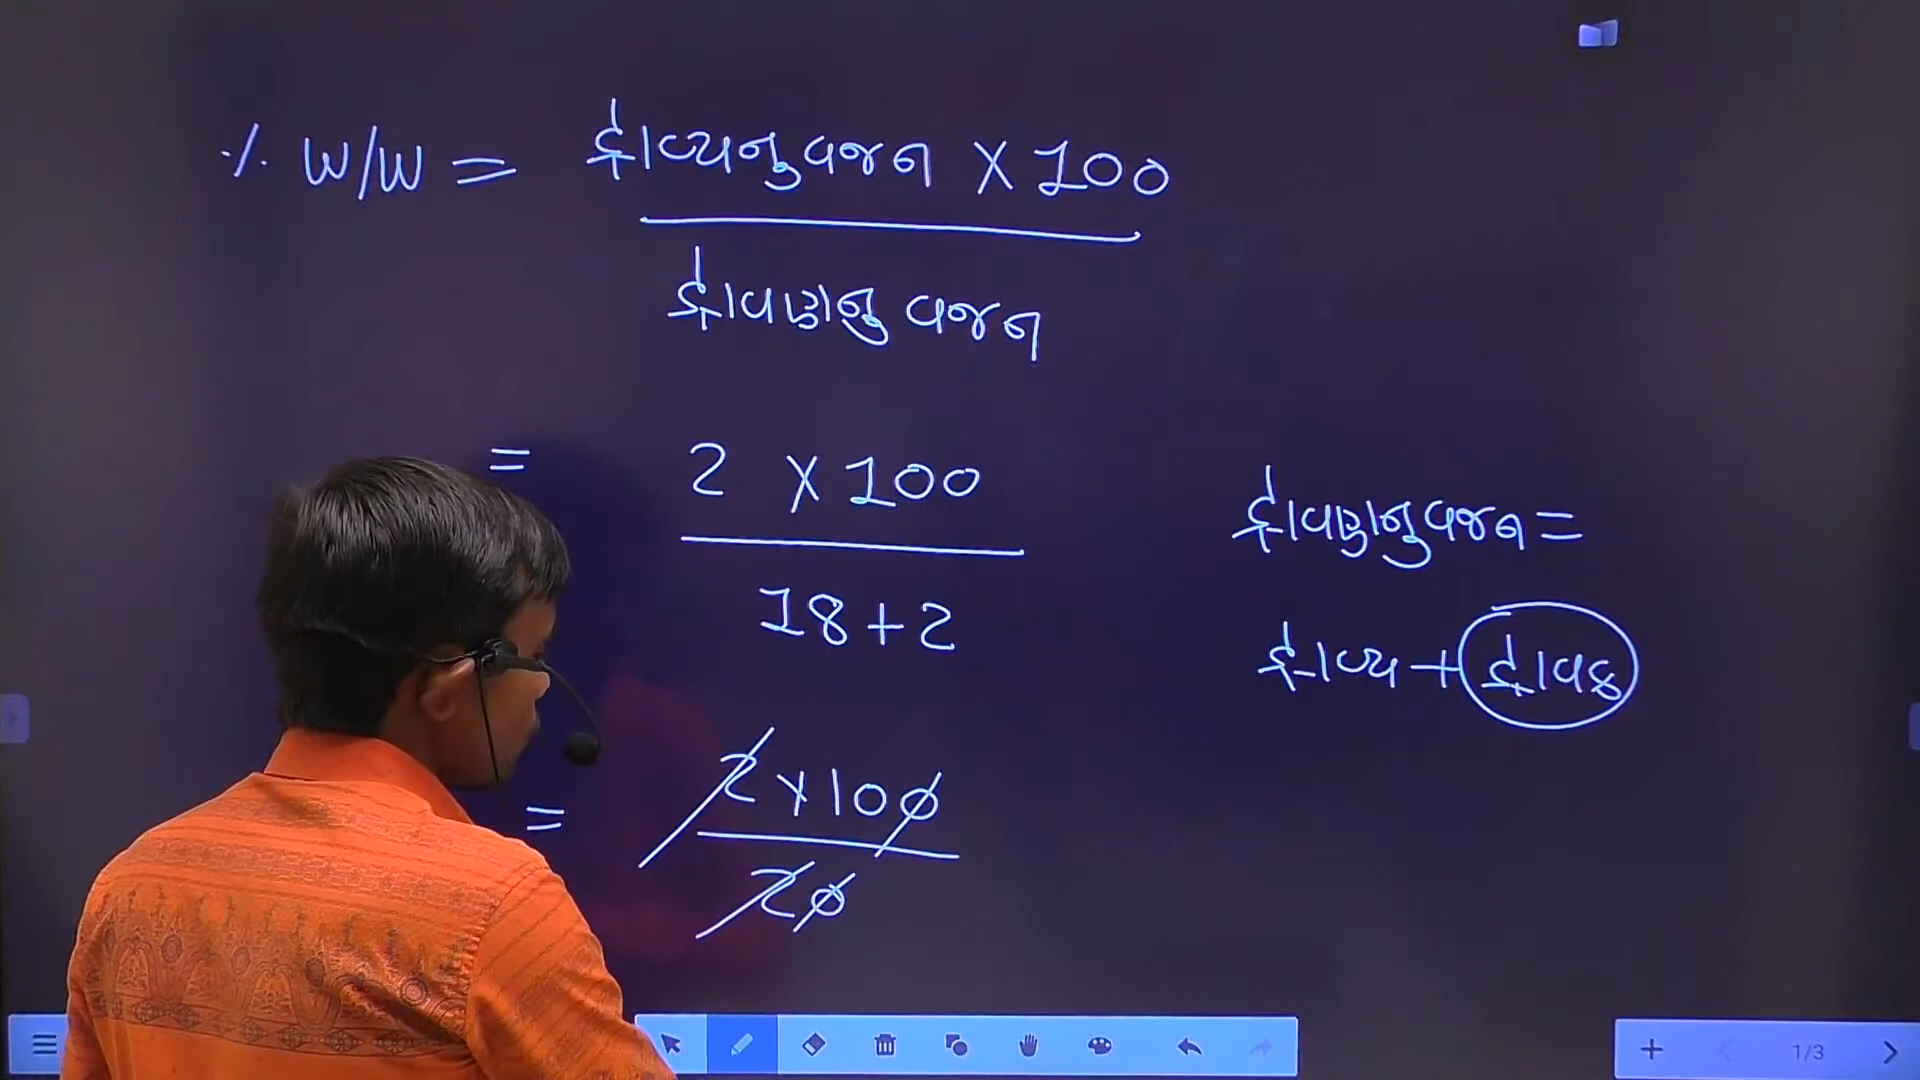 % W/W = દ્રાવ્યનુ વજન X 100
દ્રાવણનુ વજન
= 2 X 100
18 + 2
દ્રાવણનુ વજન =
દ્રાવ્ય + દ્રાવક
= 2 X 100
20
1/3